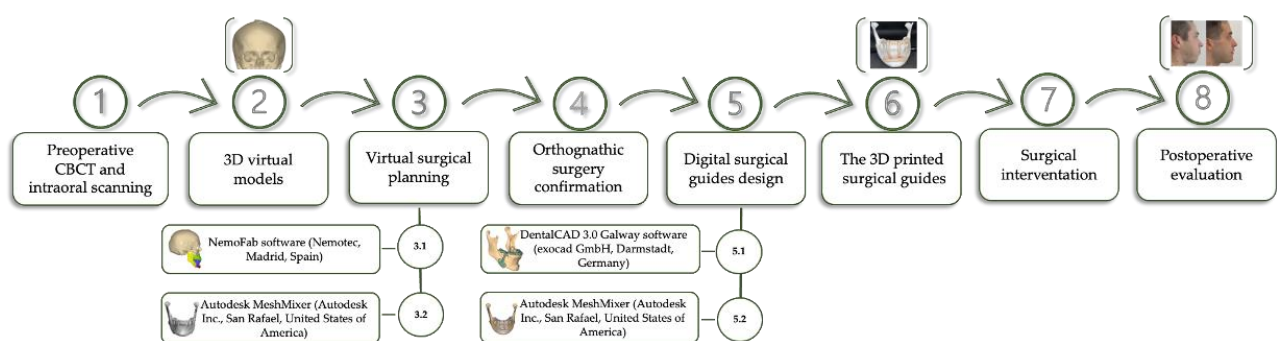 1
2
3
4
5
6
7
8
Preoperative
CBCT and
intraoral scanning
3D virtual
models
Virtual surgical
planning
Orthognathic
surgery
confirmation
Digital surgical
guides design
The 3D printed
surgical guides
Surgical
interventation
Postoperative
evaluation
NemoFab software (Nemotec,
Madrid, Spain)
3.1
Autodesk MeshMixer (Autodesk
Inc., San Rafael, United States of
America)
3.2
DentalCAD 3.0 Galway software
(exocad GmbH, Darmstadt,
Germany)
5.1
Autodesk MeshMixer (Autodesk
Inc., San Rafael, United States of
America)
5.2